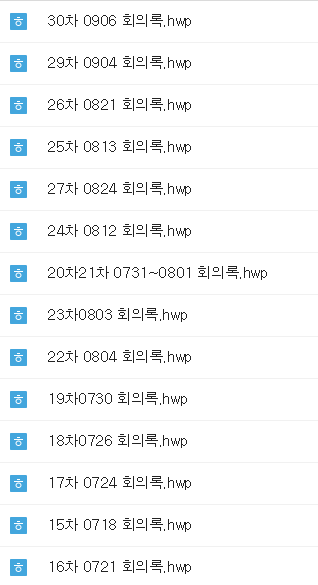 ㅎ 30차 0906 회의록.hwp
ㅎ 29차 0904 회의록.hwp
ㅎ 26차 0821 회의록.hwp
ㅎ 25차 0813 회의록.hwp
ㅎ 27차 0824 회의록.hwp
ㅎ 24차 0812 회의록.hwp
ㅎ 20차21차 0731~0801 회의록.hwp
ㅎ 23차0803 회의록.hwp
ㅎ 22차 0804 회의록.hwp
ㅎ 19차0730 회의록.hwp
ㅎ 18차0726 회의록.hwp
ㅎ 17차 0724 회의록.hwp
ㅎ 15차 0718 회의록.hwp
ㅎ 16차 0721 회의록.hwp